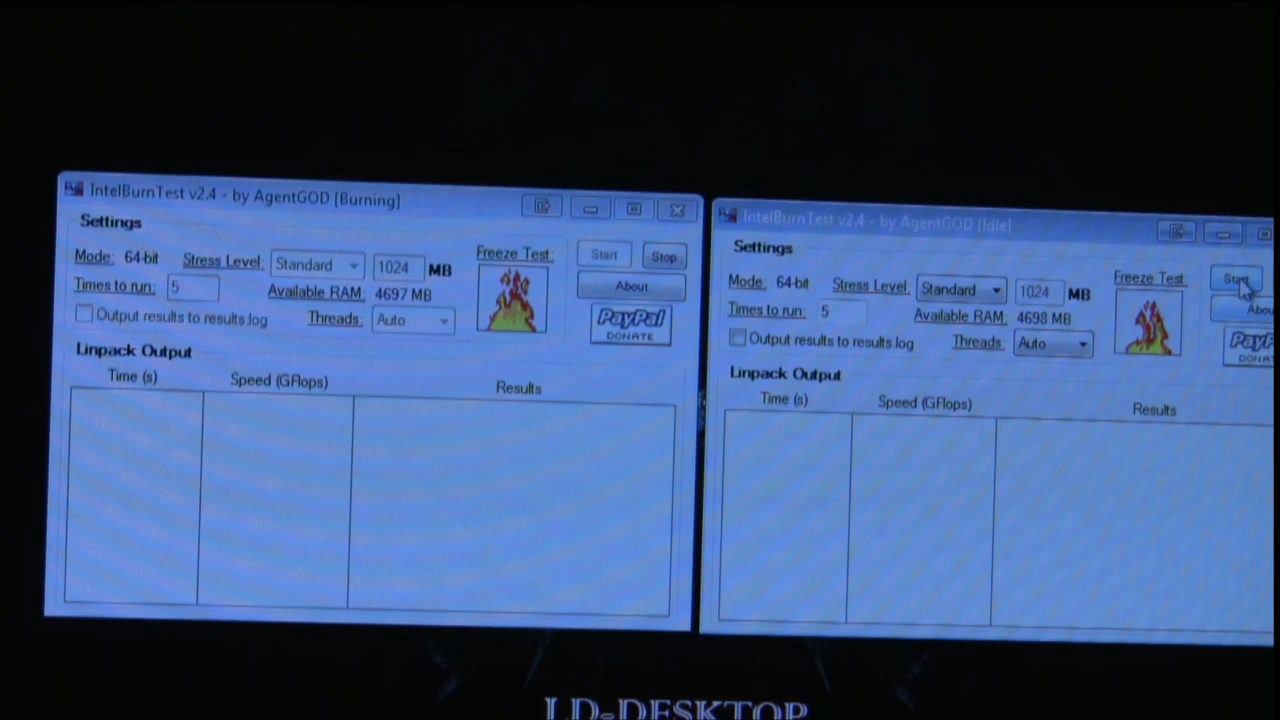 IntelBurnTest v2.4 - by AgentGOD [Burning]
Settings
Mode: 64-bit Stress Level: Standard 1024 MB
Times to run: 5 Available RAM: 4697 MB
Output results to results.log Threads: Auto
Freeze Test:
Start Stop
About
PayPal
DONATE
Linpack Output
Time (s) Speed (GFlops) Results
IntelBurnTest v2.4 - by AgentGOD [Idle]
Settings
Mode: 64-bit Stress Level: Standard 1024 MB
Times to run: 5 Available RAM: 4698 MB
Output results to results.log Threads: Auto
Freeze Test:
Start
Abou
PayP
DONAT
Linpack Output
Time (s) Speed (GFlops) Results
LD-DESKTOP